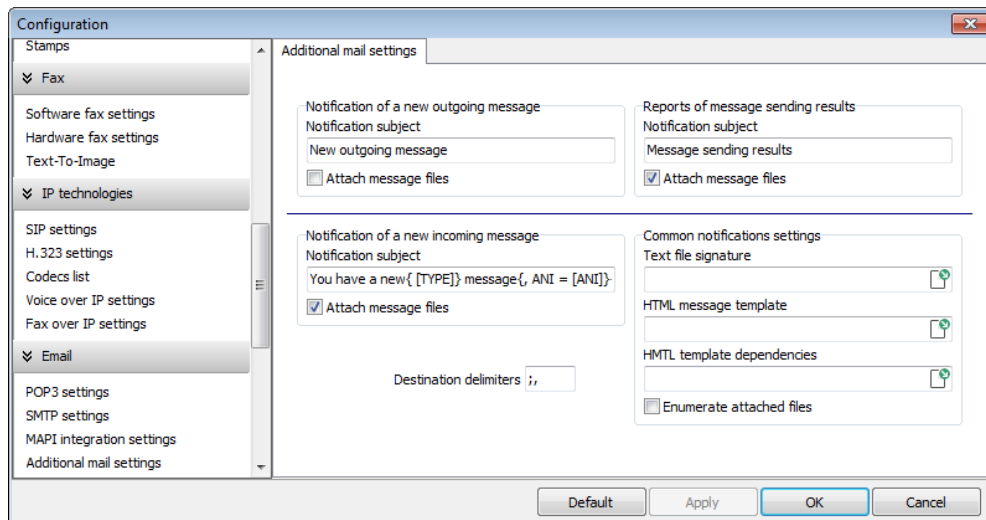 Configuration
Stamps
Fax
Software fax settings
Hardware fax settings
Text-To-Image
IP technologies
SIP settings
H.323 settings
Codecs list
Voice over IP settings
Fax over IP settings
Email
POP3 settings
SMTP settings
MAPI integration settings
Additional mail settings
Additional mail settings
Notification of a new outgoing message
Notification subject
New outgoing message
Attach message files
Reports of message sending results
Notification subject
Message sending results
Attach message files
Notification of a new incoming message
Notification subject
You have a new{ [TYPE]} message{, ANI = [ANI]}
Attach message files
Destination delimiters ;,
Common notifications settings
Text file signature
HTML message template
HMTL template dependencies
Enumerate attached files
Default
Apply
OK
Cancel